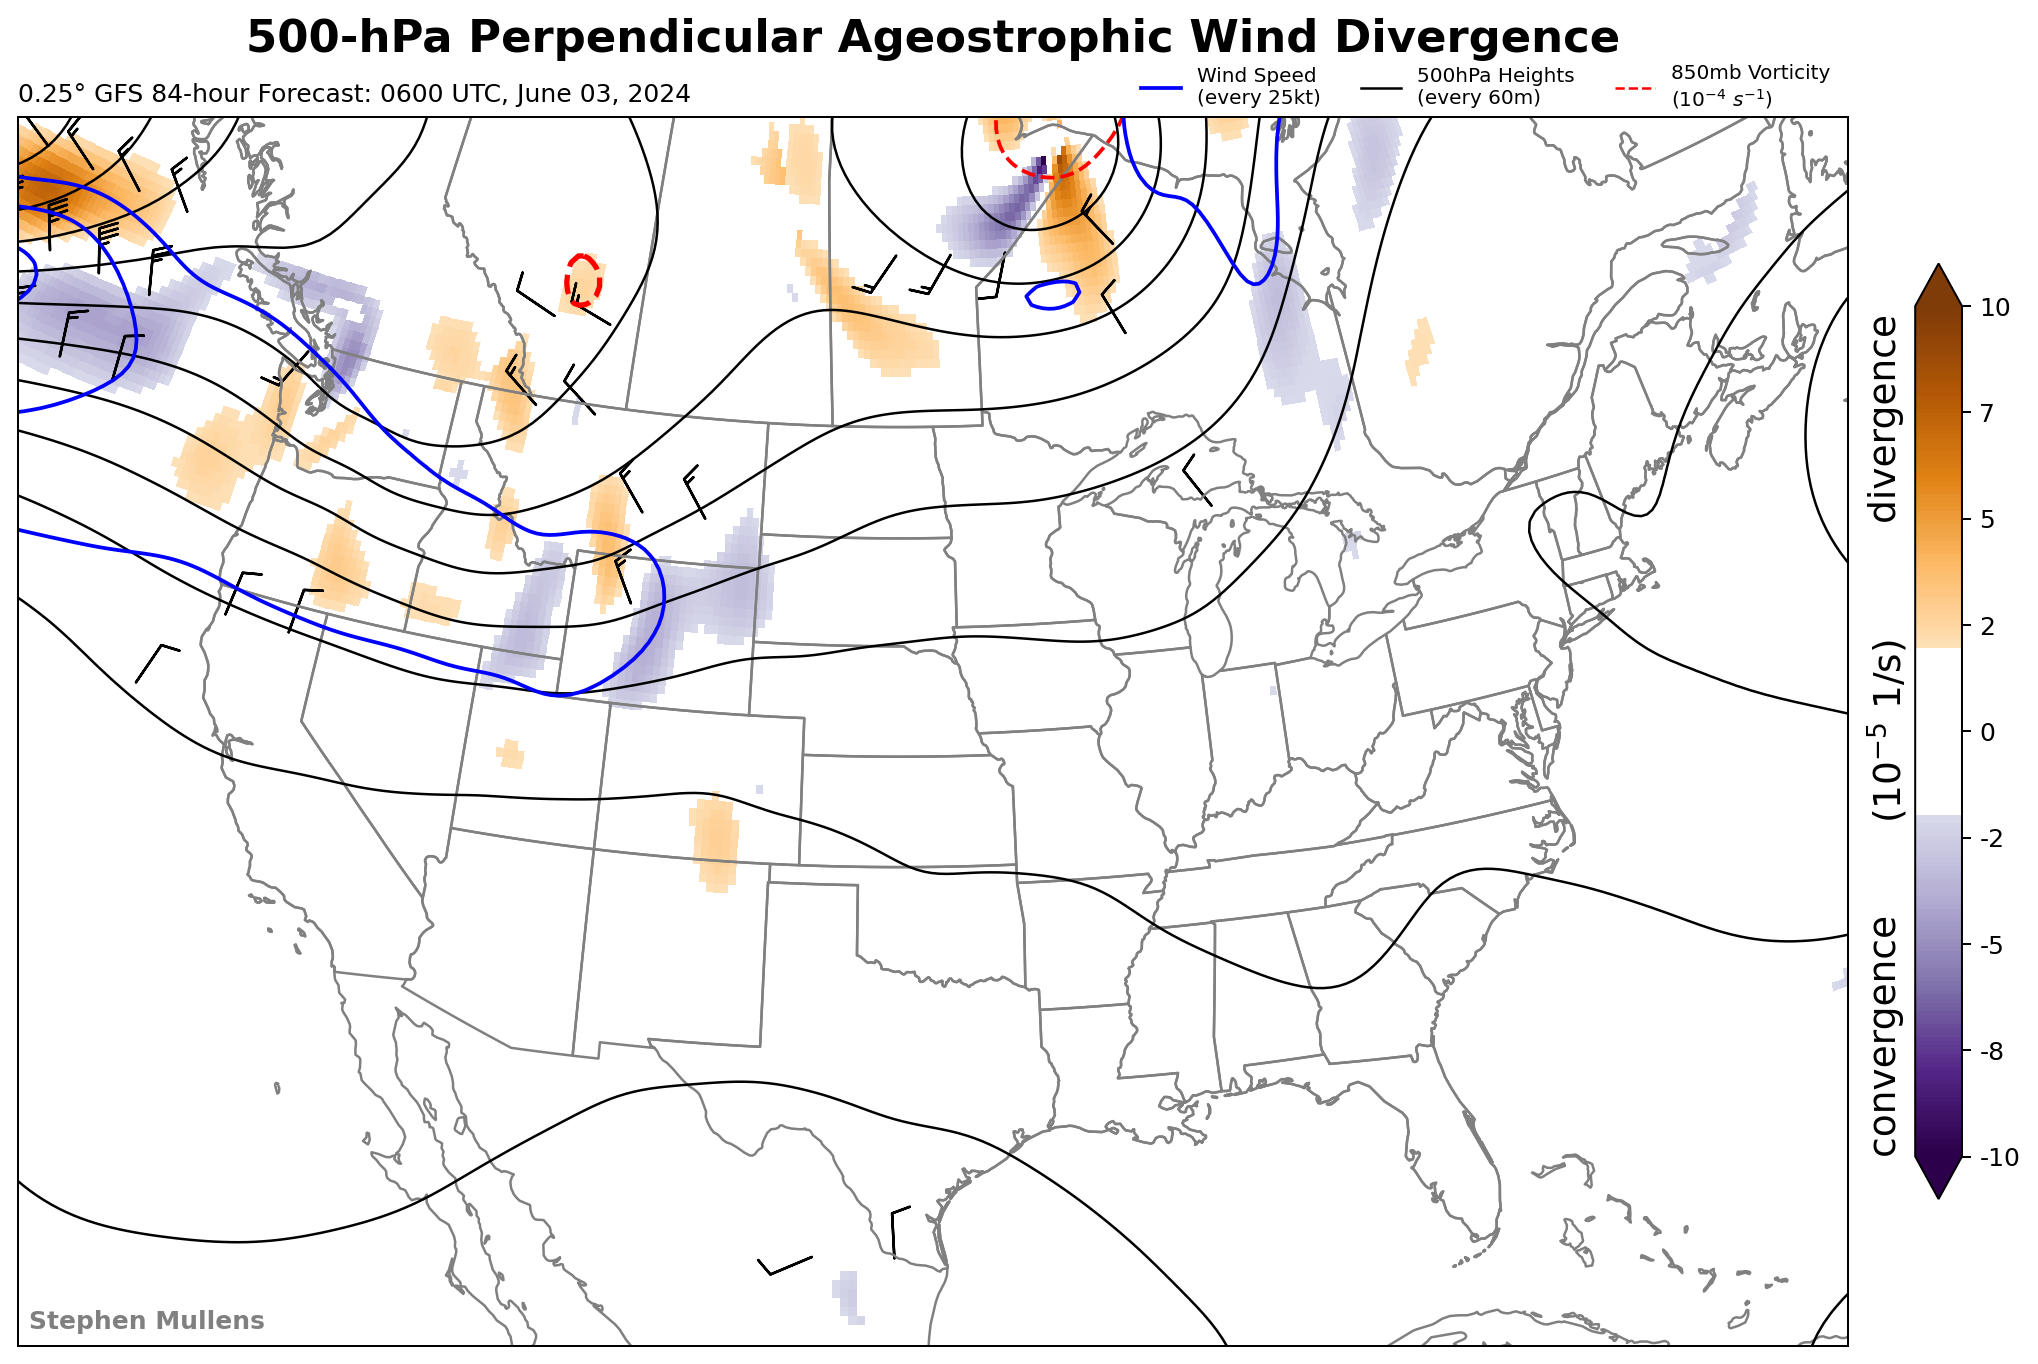 500-hPa Perpendicular Ageostrophic Wind Divergence
0.25° GFS 84-hour Forecast: 0600 UTC, June 03, 2024
Wind Speed
(every 25kt)
500hPa Heights
(every 60m)
850mb Vorticity
(10⁻⁴ s⁻¹)
10
7
5
2
0
-2
-5
-8
-10
convergence (10⁻⁵ 1/s) divergence
Stephen Mullens